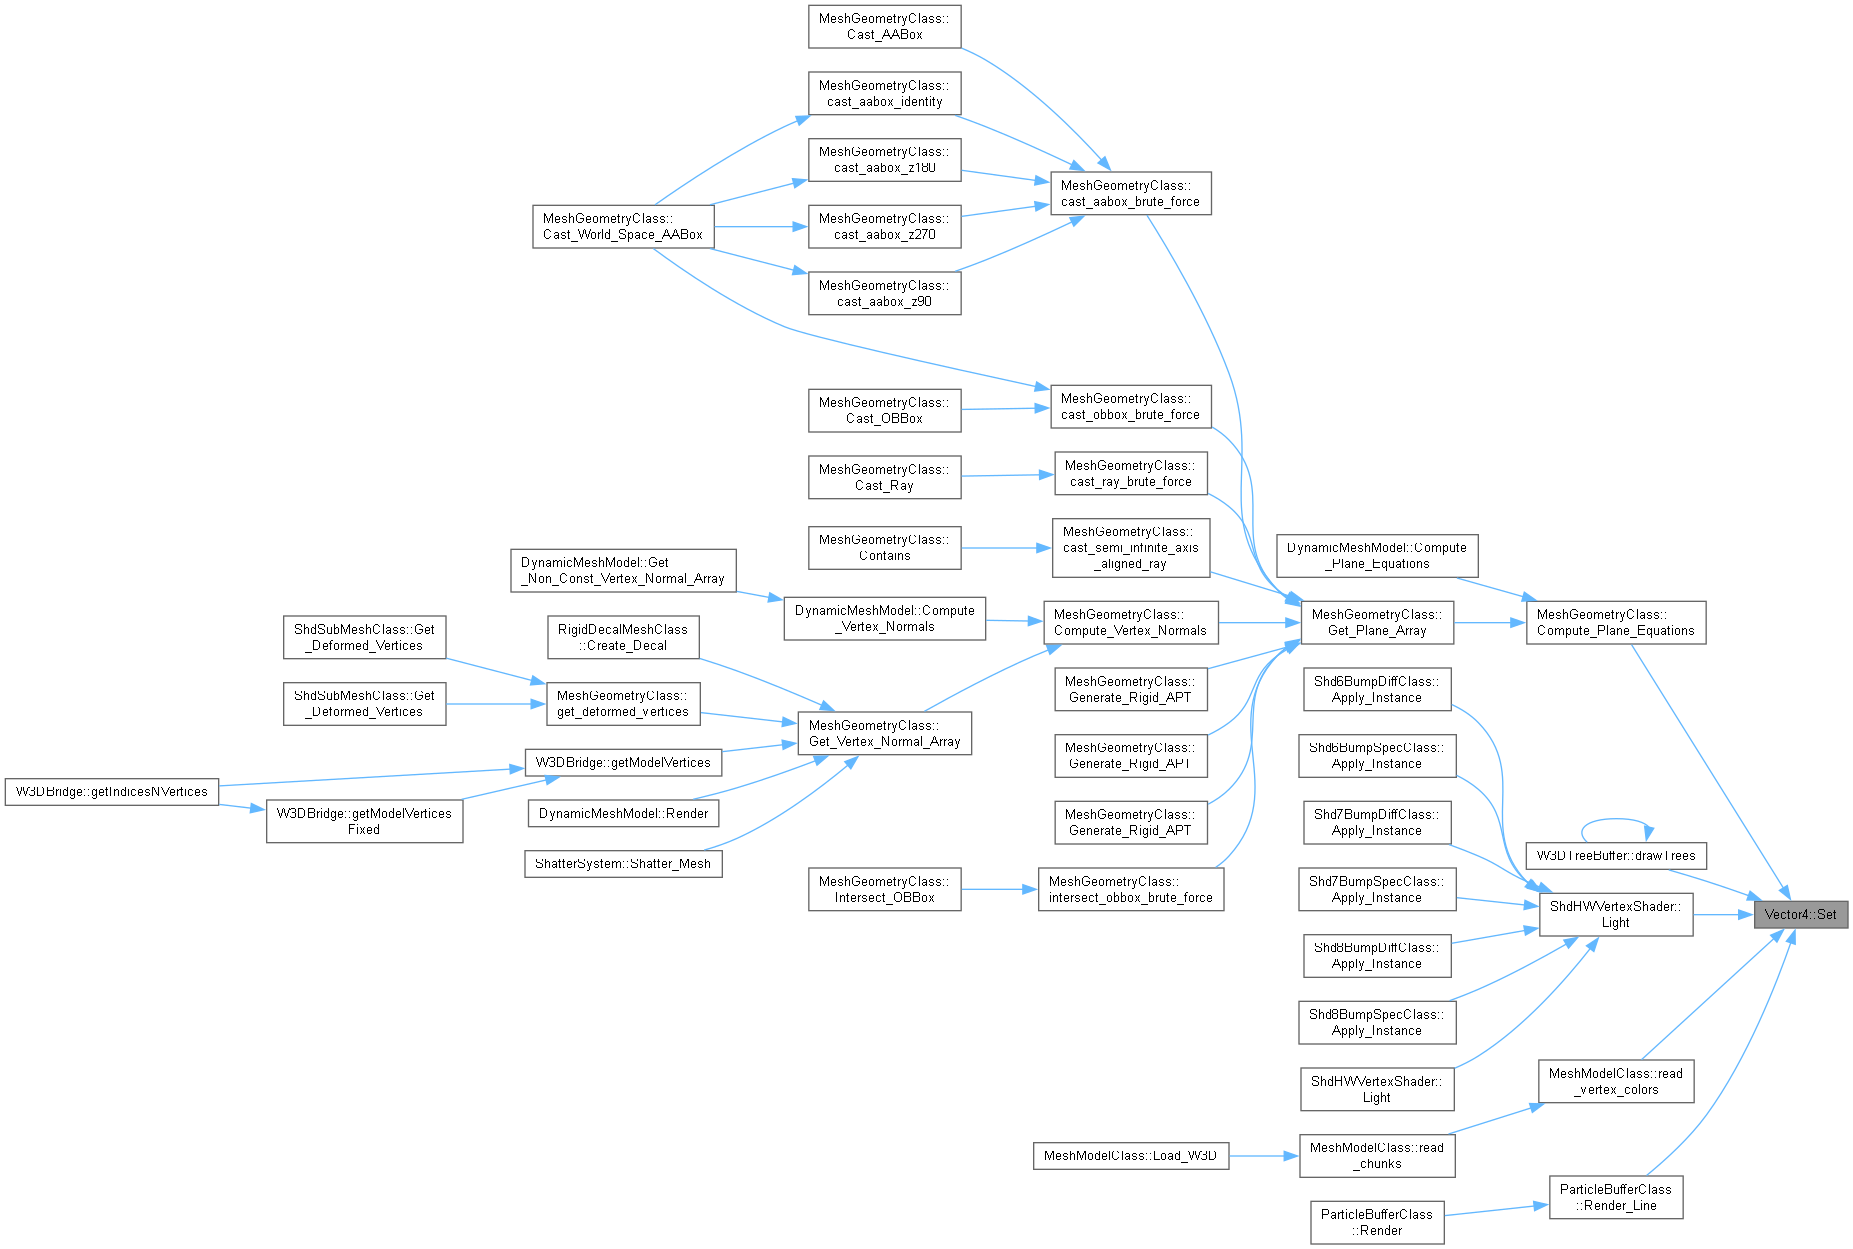 MeshGeometryClass::
Cast_AABox
MeshGeometryClass::
cast_aabox_identity
MeshGeometryClass::
cast_aabox_z180
MeshGeometryClass::
cast_aabox_brute_force
MeshGeometryClass::
Cast_World_Space_AABox
MeshGeometryClass::
cast_aabox_z270
MeshGeometryClass::
cast_aabox_z90
MeshGeometryClass::
Cast_OBBox
MeshGeometryClass::
cast_obbox_brute_force
MeshGeometryClass::
Cast_Ray
MeshGeometryClass::
cast_ray_brute_force
MeshGeometryClass::
Contains
MeshGeometryClass::
cast_semi_infinite_axis
_aligned_ray
DynamicMeshModel::Compute
_Plane_Equations
DynamicMeshModel::Get
_Non_Const_Vertex_Normal_Array
DynamicMeshModel::Compute
_Vertex_Normals
MeshGeometryClass::
Compute_Vertex_Normals
MeshGeometryClass::
Get_Plane_Array
MeshGeometryClass::
Compute_Plane_Equations
ShdSubMeshClass::Get
_Deformed_Vertices
RigidDecalMeshClass
::Create_Decal
MeshGeometryClass::
Generate_Rigid_APT
Shd6BumpDiffClass::
Apply_Instance
ShdSubMeshClass::Get
_Deformed_Vertices
MeshGeometryClass::
get_deformed_vertices
MeshGeometryClass::
Get_Vertex_Normal_Array
MeshGeometryClass::
Generate_Rigid_APT
Shd6BumpSpecClass::
Apply_Instance
W3DBridge::getModelVertices
W3DBridge::getIndicesNVertices
W3DBridge::getModelVertices
Fixed
DynamicMeshModel::Render
MeshGeometryClass::
Generate_Rigid_APT
Shd7BumpDiffClass::
Apply_Instance
W3DTreeBuffer::drawTrees
ShatterSystem::Shatter_Mesh
MeshGeometryClass::
Intersect_OBBox
MeshGeometryClass::
intersect_obbox_brute_force
Shd7BumpSpecClass::
Apply_Instance
ShdHWVertexShader::
Light
Vector4::Set
Shd8BumpDiffClass::
Apply_Instance
Shd8BumpSpecClass::
Apply_Instance
ShdHWVertexShader::
Light
MeshModelClass::read
_vertex_colors
MeshModelClass::Load_W3D
MeshModelClass::read
_chunks
ParticleBufferClass
::Render_Line
ParticleBufferClass
::Render